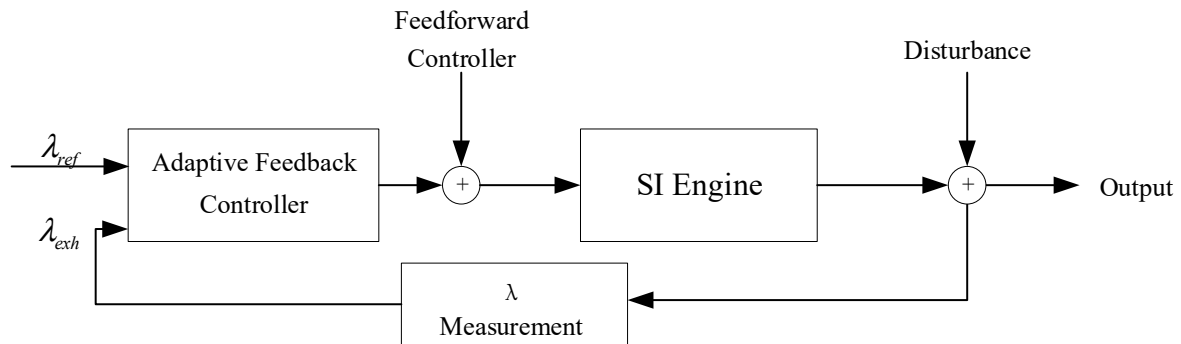 Feedforward
Controller
Disturbance
λref
Adaptive Feedback
Controller
+
SI Engine
+
Output
λexh
λ
Measurement